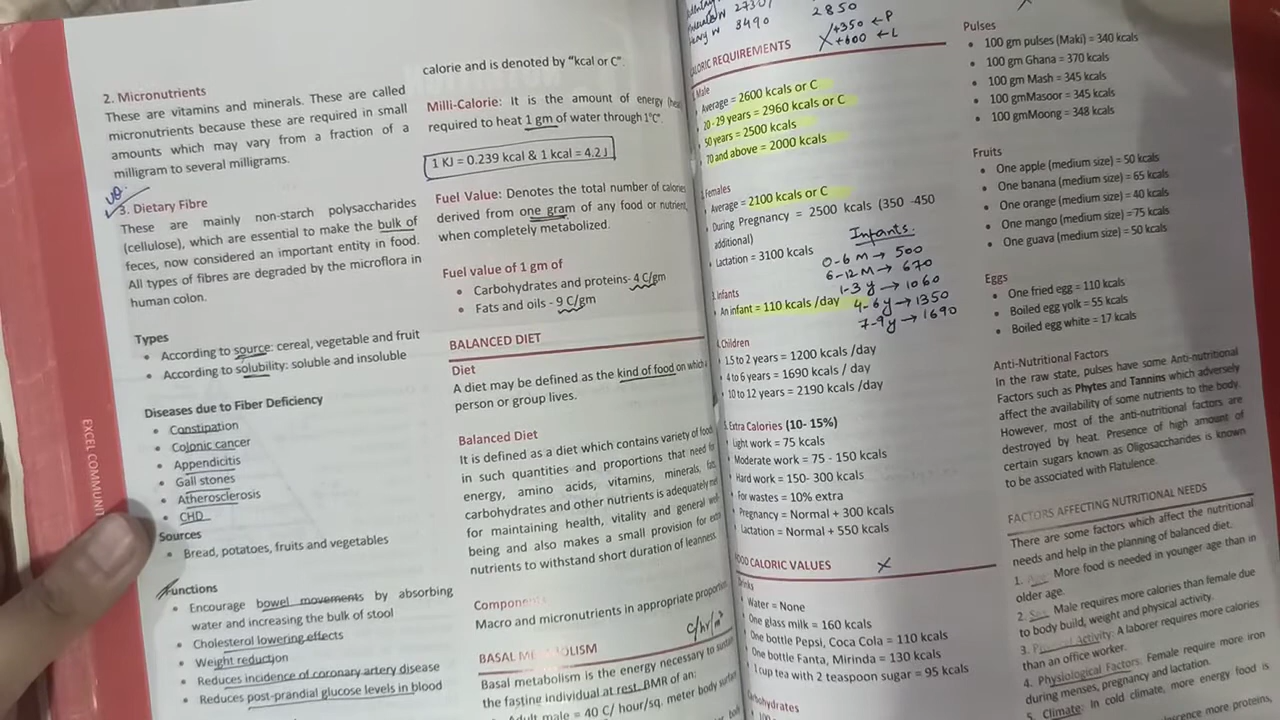 2. Micronutrients
These are vitamins and minerals. These are called
micronutrients because these are required in small
amounts which may vary from a fraction of a
milligram to several milligrams.
3. Dietary Fibre
These are mainly non-starch polysaccharides
(cellulose), which are essential to make the bulk of
feces, now considered an important entity in food.
All types of fibres are degraded by the microflora in
human colon.
Types
• According to source: cereal, vegetable and fruit
• According to solubility: soluble and insoluble
Diseases due to Fiber Deficiency
• Constipation
• Colonic cancer
• Appendicitis
• Gall stones
• Atherosclerosis
• CHD
Sources
• Bread, potatoes, fruits and vegetables
Functions
• Encourage bowel movements by absorbing
water and increasing the bulk of stool
• Cholesterol lowering effects
• Weight reduction
• Reduces incidence of coronary artery disease
• Reduces post-prandial glucose levels in blood
EXCEL COMMUNIT
calorie and is denoted by "kcal or C".
Milli-Calorie: It is the amount of energy
required to heat 1 gm of water through 1°C".
1 KJ = 0.239 kcal & 1 kcal = 4.2 J
Fuel Value: Denotes the total number of calories
derived from one gram of any food or nutrient,
when completely metabolized.
Fuel value of 1 gm of
• Carbohydrates and proteins- 4 C/gm
• Fats and oils - 9 C/gm
BALANCED DIET
Diet
A diet may be defined as the kind of food on which a
person or group lives.
Balanced Diet
It is defined as a diet which contains variety of foods
in such quantities and proportions that need for
energy, amino acids, vitamins, minerals, fats,
carbohydrates and other nutrients is adequately
for maintaining health, vitality and general well-
being and also makes a small provision for extra
nutrients to withstand short duration of leanness.
Components
Macro and micronutrients in appropriate proportion.
C/hr/m²
BASAL METABOLISM
Basal metabolism is the energy necessary to sustain
the fasting individual at rest. BMR of an:
Adult male = 40 C/ hour/sq. meter body
2850
Heavy W 3490
+350 ← P
+600 ← L
CALORIC REQUIREMENTS
Male
Average = 2600 kcals or C
20 - 29 years = 2960 kcals or C
50 years = 2500 kcals
70 and above = 2000 kcals
Females
• Average = 2100 kcals or C
• During Pregnancy = 2500 kcals (350 -450
additional)
• Lactation = 3100 kcals
Infants
0-6 M → 500
6-12 M → 670
1-3 y → 1060
4-6 y → 1350
7-9 y → 1690
3. Infants
• An infant = 110 kcals /day
4. Children
• 1.5 to 2 years = 1200 kcals /day
• 4 to 6 years = 1690 kcals / day
• 10 to 12 years = 2190 kcals /day
5. Extra Calories (10- 15%)
• Light work = 75 kcals
• Moderate work = 75 - 150 kcals
• Hard work = 150- 300 kcals
• For wastes = 10% extra
• Pregnancy = Normal + 300 kcals
• Lactation = Normal + 550 kcals
FOOD CALORIC VALUES
Drinks
• Water = None
• One glass milk = 160 kcals
• One bottle Pepsi, Coca Cola = 110 kcals
• One bottle Fanta, Mirinda = 130 kcals
• 1 cup tea with 2 teaspoon sugar = 95 kcals
Carbohydrates
Pulses
• 100 gm pulses (Maki) = 340 kcals
• 100 gm Ghana = 370 kcals
• 100 gm Mash = 345 kcals
• 100 gmMasoor = 345 kcals
• 100 gmMoong = 348 kcals
Fruits
• One apple (medium size) = 50 kcals
• One banana (medium size) = 65 kcals
• One orange (medium size) = 40 kcals
• One mango (medium size) =75 kcals
• One guava (medium size) = 50 kcals
Eggs
• One fried egg = 110 kcals
• Boiled egg yolk = 55 kcals
• Boiled egg white = 17 kcals
Anti-Nutritional Factors
In the raw state, pulses have some Anti-nutritional
Factors such as Phytes and Tannins which adversely
affect the availability of some nutrients to the body.
However, most of the anti-nutritional factors are
destroyed by heat. Presence of high amount of
certain sugars known as Oligosaccharides is known
to be associated with Flatulence.
FACTORS AFFECTING NUTRITIONAL NEEDS
There are some factors which affect the nutritional
needs and help in the planning of balanced diet.
1. Age: More food is needed in younger age than in
older age.
2. Sex: Male requires more calories than female due
to body build, weight and physical activity.
3. Physical Activity: A laborer requires more calories
than an office worker.
4. Physiological Factors: Female require more iron
during menses, pregnancy and lactation.
5. Climate: In cold climate, more energy food is
more proteins,